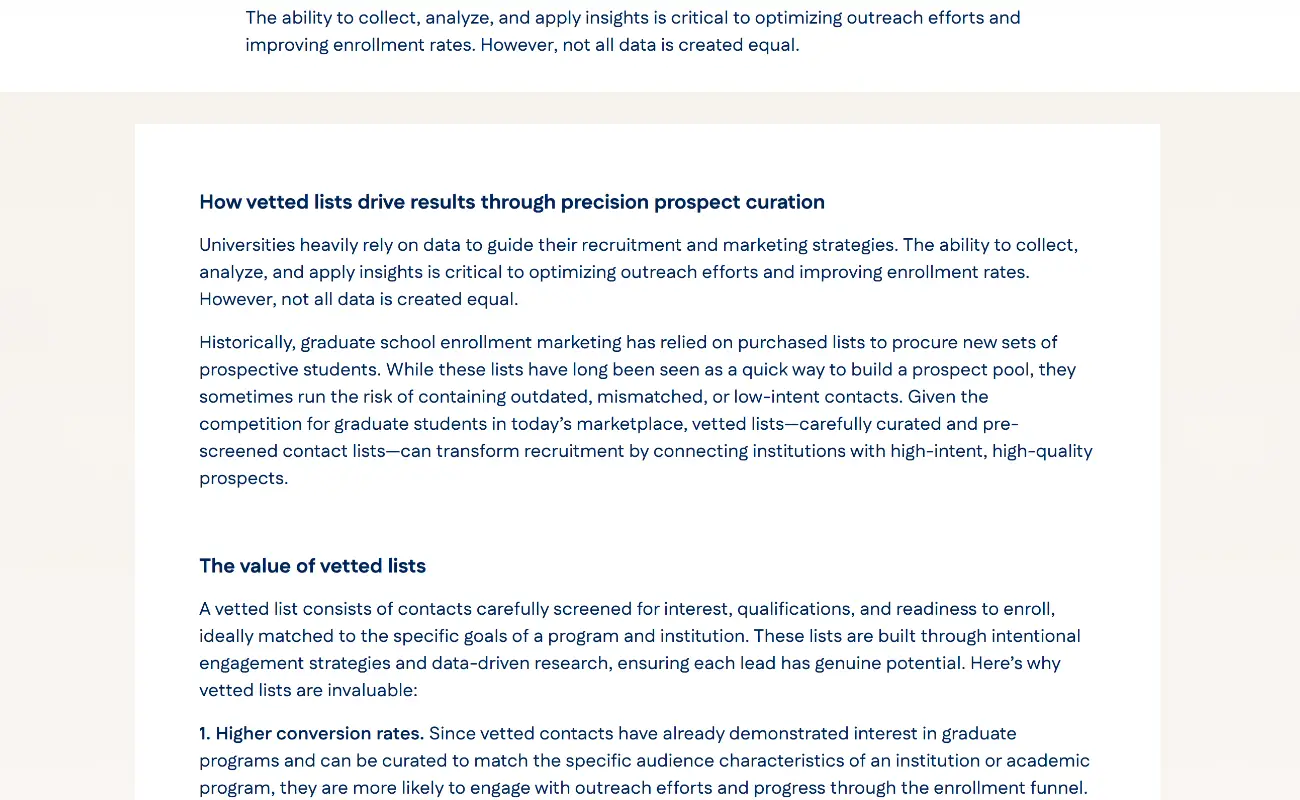 The ability to collect, analyze, and apply insights is critical to optimizing outreach efforts and
improving enrollment rates. However, not all data is created equal.
How vetted lists drive results through precision prospect curation
Universities heavily rely on data to guide their recruitment and marketing strategies. The ability to collect,
analyze, and apply insights is critical to optimizing outreach efforts and improving enrollment rates.
However, not all data is created equal.
Historically, graduate school enrollment marketing has relied on purchased lists to procure new sets of
prospective students. While these lists have long been seen as a quick way to build a prospect pool, they
sometimes run the risk of containing outdated, mismatched, or low-intent contacts. Given the
competition for graduate students in today’s marketplace, vetted lists—carefully curated and pre-
screened contact lists—can transform recruitment by connecting institutions with high-intent, high-quality
prospects.
The value of vetted lists
A vetted list consists of contacts carefully screened for interest, qualifications, and readiness to enroll,
ideally matched to the specific goals of a program and institution. These lists are built through intentional
engagement strategies and data-driven research, ensuring each lead has genuine potential. Here’s why
vetted lists are invaluable:
1. Higher conversion rates. Since vetted contacts have already demonstrated interest in graduate
programs and can be curated to match the specific audience characteristics of an institution or academic
program, they are more likely to engage with outreach efforts and progress through the enrollment funnel.